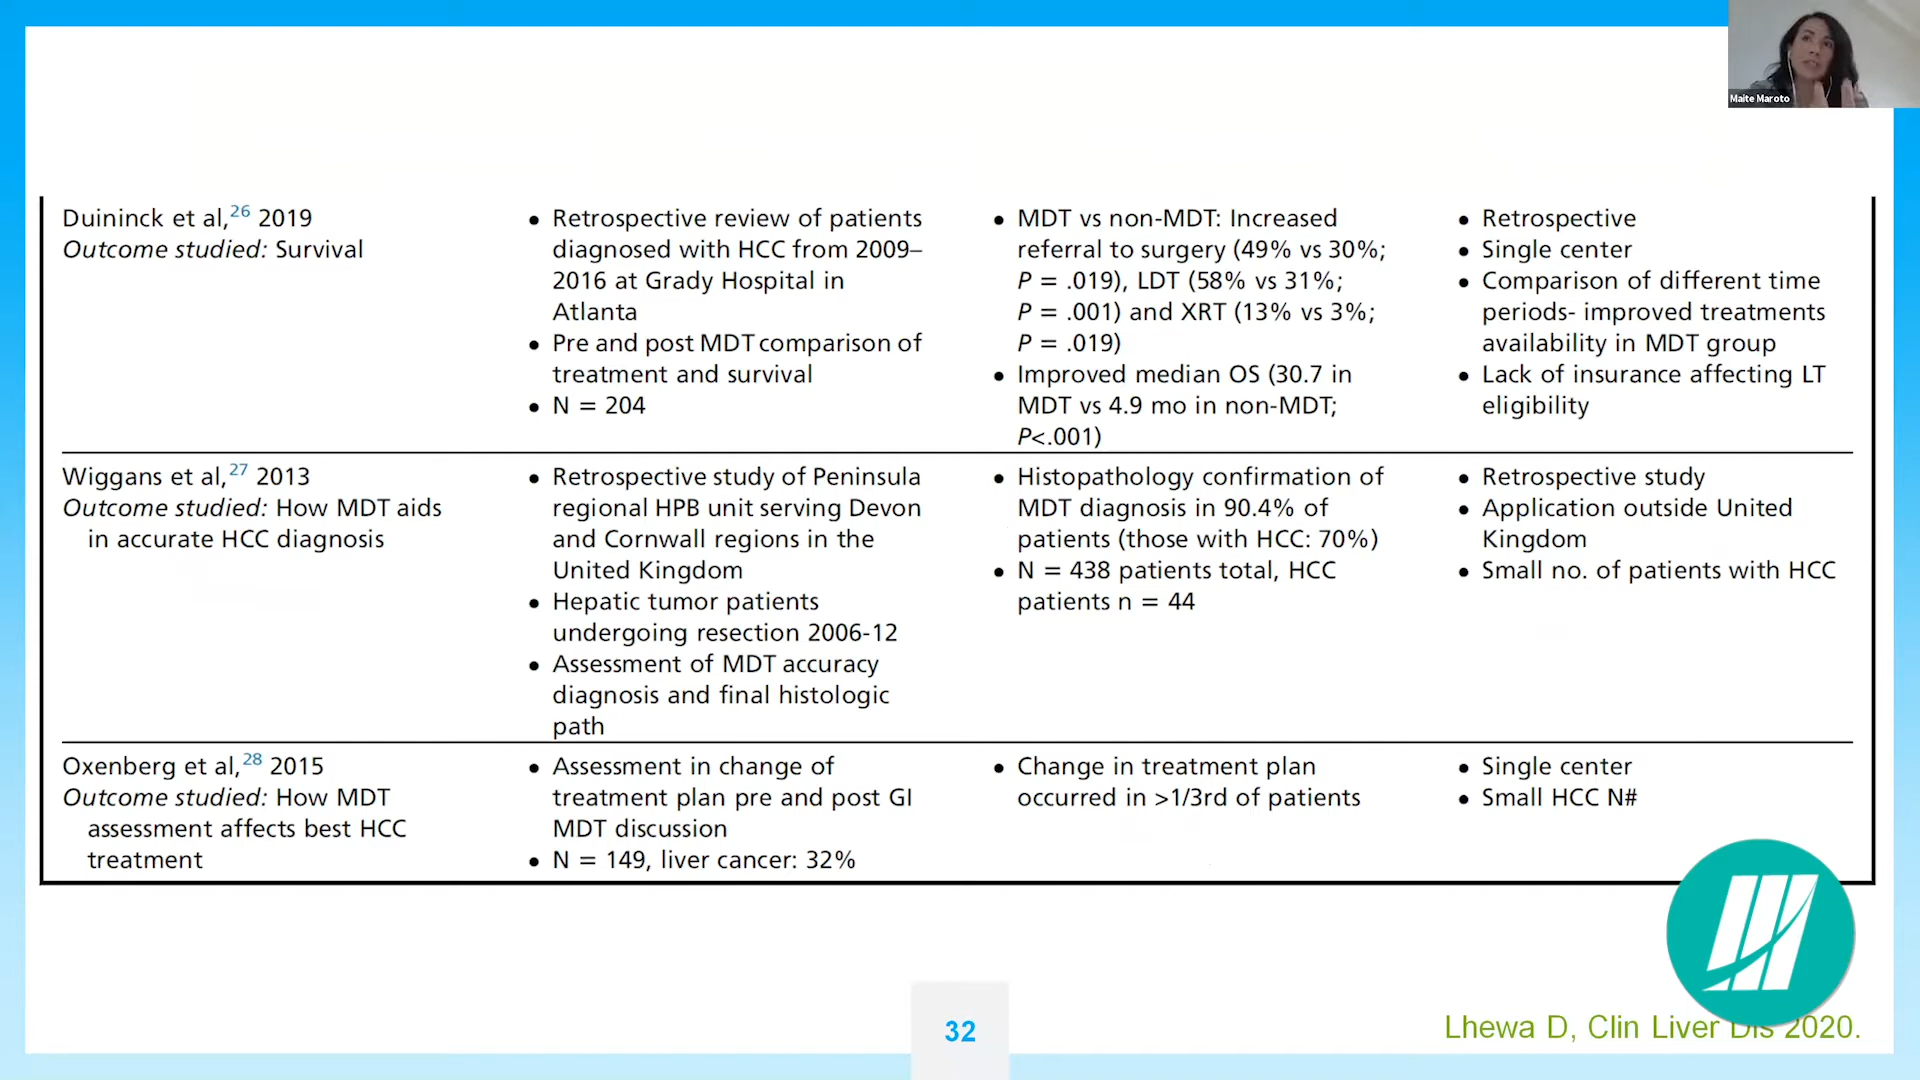 Maite Maroto
Duininck et al,26 2019
Outcome studied: Survival
• Retrospective review of patients
diagnosed with HCC from 2009–
2016 at Grady Hospital in
Atlanta
• Pre and post MDT comparison of
treatment and survival
• N = 204
• MDT vs non-MDT: Increased
referral to surgery (49% vs 30%;
P = .019), LDT (58% vs 31%;
P = .001) and XRT (13% vs 3%;
P = .019)
• Improved median OS (30.7 in
MDT vs 4.9 mo in non-MDT;
P<.001)
• Retrospective
• Single center
• Comparison of different time
periods- improved treatments
availability in MDT group
• Lack of insurance affecting LT
eligibility
Wiggans et al,27 2013
Outcome studied: How MDT aids
in accurate HCC diagnosis
• Retrospective study of Peninsula
regional HPB unit serving Devon
and Cornwall regions in the
United Kingdom
• Hepatic tumor patients
undergoing resection 2006-12
• Assessment of MDT accuracy
diagnosis and final histologic
path
• Histopathology confirmation of
MDT diagnosis in 90.4% of
patients (those with HCC: 70%)
• N = 438 patients total, HCC
patients n = 44
• Retrospective study
• Application outside United
Kingdom
• Small no. of patients with HCC
Oxenberg et al,28 2015
Outcome studied: How MDT
assessment affects best HCC
treatment
• Assessment in change of
treatment plan pre and post GI
MDT discussion
• N = 149, liver cancer: 32%
• Change in treatment plan
occurred in >1/3rd of patients
• Single center
• Small HCC N#
32
Lhewa D, Clin Liver Dis 2020.